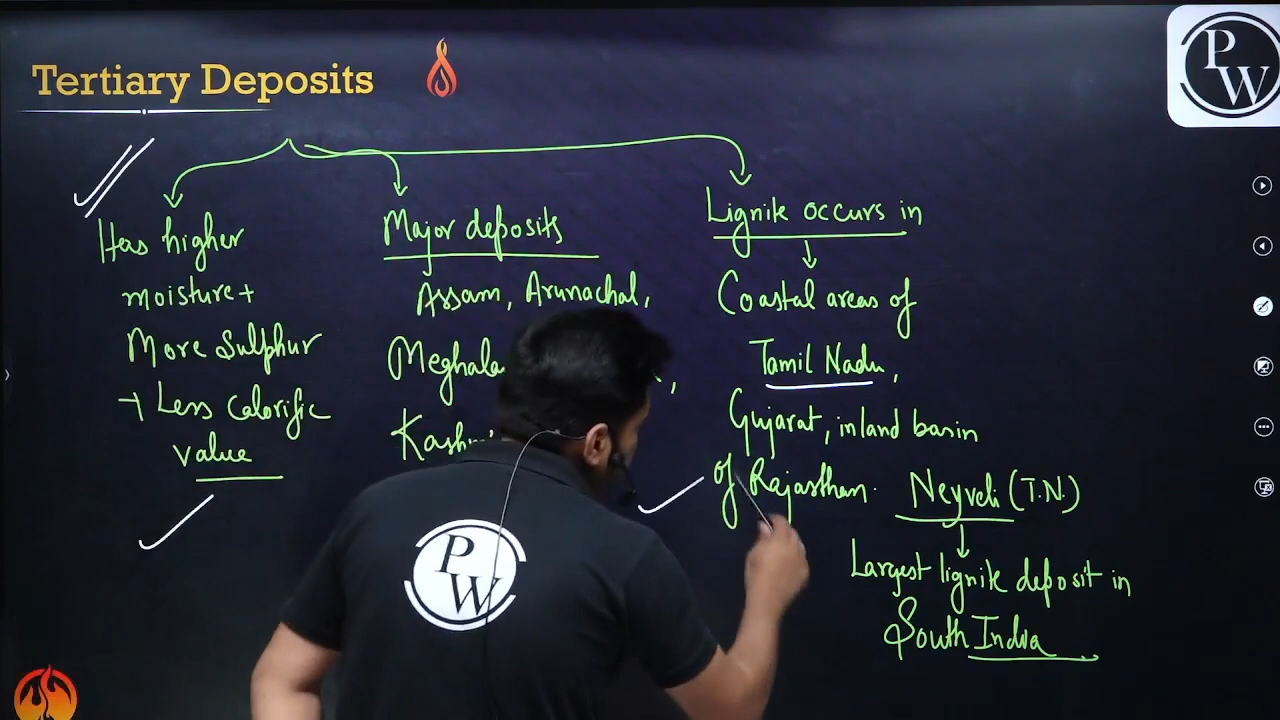 Tertiary Deposits
PW
Has higher
moisture+
More Sulphur
+ Less Calorific
value
Major deposits
Assam, Arunachal,
Lignite occurs in
Coastal areas of
Tamil Nadu,
Gujarat, inland basin
of Rajasthan.
Neyveli (T.N.)
Largest lignite deposit in
South India
PW